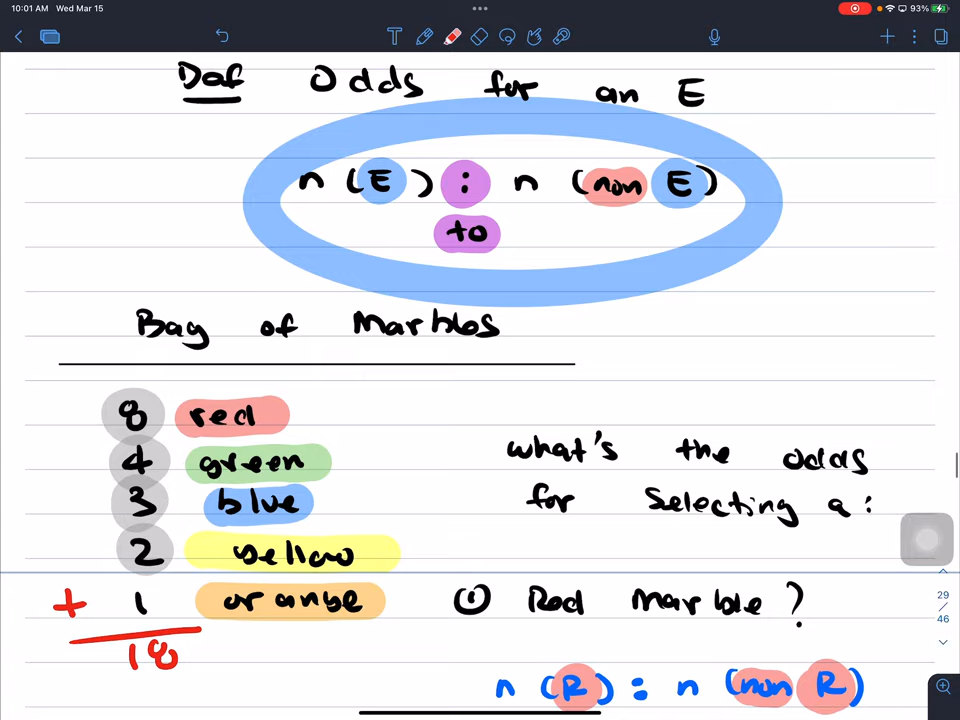 10:01 AM Wed Mar 15
93%
Def Odds for an E
n (E) : n (non E)
to
Bag of Marbles
8 red
4 green
3 blue
2 yellow
+ 1 orange
18
what's the odds
for selecting a :
① Red Marble ?
n (R) : n (non R)
29
/
46